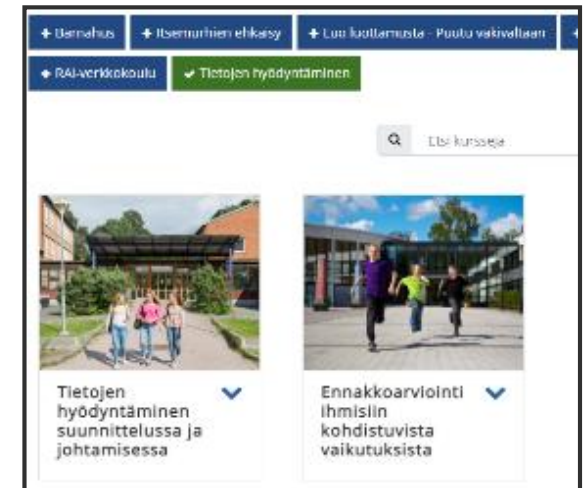 + Barnahus + Itsemurhien ehkäisy + Luo luottamusta - Puutu väkivaltaan +
+ RAI-verkkokoulu ✔ Tietojen hyödyntäminen
Etsi kursseja
Tietojen
hyödyntäminen
suunnittelussa ja
johtamisessa
Ennakkoarviointi
ihmisiin
kohdistuvista
vaikutuksista